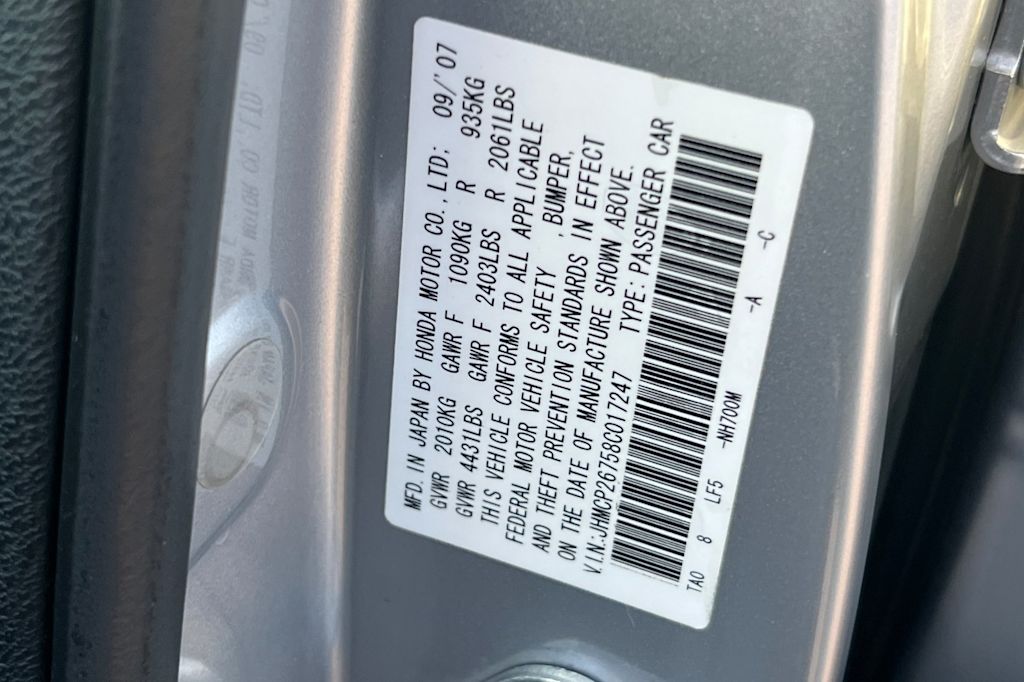 MFD. IN JAPAN BY HONDA MOTOR CO., LTD: 09/'07
GVWR 2010KG GAWR F 1090KG R 935KG
GVWR 4431LBS GAWR F 2403LBS R 2061LBS
THIS VEHICLE CONFORMS TO ALL APPLICABLE
FEDERAL MOTOR VEHICLE SAFETY , BUMPER,
AND THEFT PREVENTION STANDARDS IN EFFECT
ON THE DATE OF MANUFACTURE SHOWN ABOVE.
V.I.N.:JHMCP26758C017247 TYPE: PASSENGER CAR
TA0 8 LF5 -NH700M -A -C